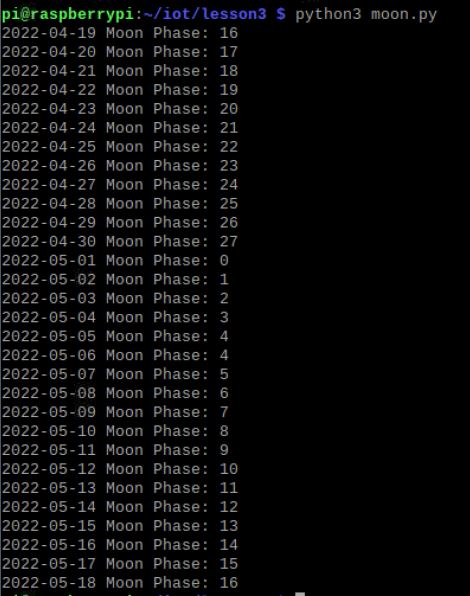 pi@raspberrypi:~/iot/lesson3 $ python3 moon.py
2022-04-19 Moon Phase: 16
2022-04-20 Moon Phase: 17
2022-04-21 Moon Phase: 18
2022-04-22 Moon Phase: 19
2022-04-23 Moon Phase: 20
2022-04-24 Moon Phase: 21
2022-04-25 Moon Phase: 22
2022-04-26 Moon Phase: 23
2022-04-27 Moon Phase: 24
2022-04-28 Moon Phase: 25
2022-04-29 Moon Phase: 26
2022-04-30 Moon Phase: 27
2022-05-01 Moon Phase: 0
2022-05-02 Moon Phase: 1
2022-05-03 Moon Phase: 2
2022-05-04 Moon Phase: 3
2022-05-05 Moon Phase: 4
2022-05-06 Moon Phase: 4
2022-05-07 Moon Phase: 5
2022-05-08 Moon Phase: 6
2022-05-09 Moon Phase: 7
2022-05-10 Moon Phase: 8
2022-05-11 Moon Phase: 9
2022-05-12 Moon Phase: 10
2022-05-13 Moon Phase: 11
2022-05-14 Moon Phase: 12
2022-05-15 Moon Phase: 13
2022-05-16 Moon Phase: 14
2022-05-17 Moon Phase: 15
2022-05-18 Moon Phase: 16